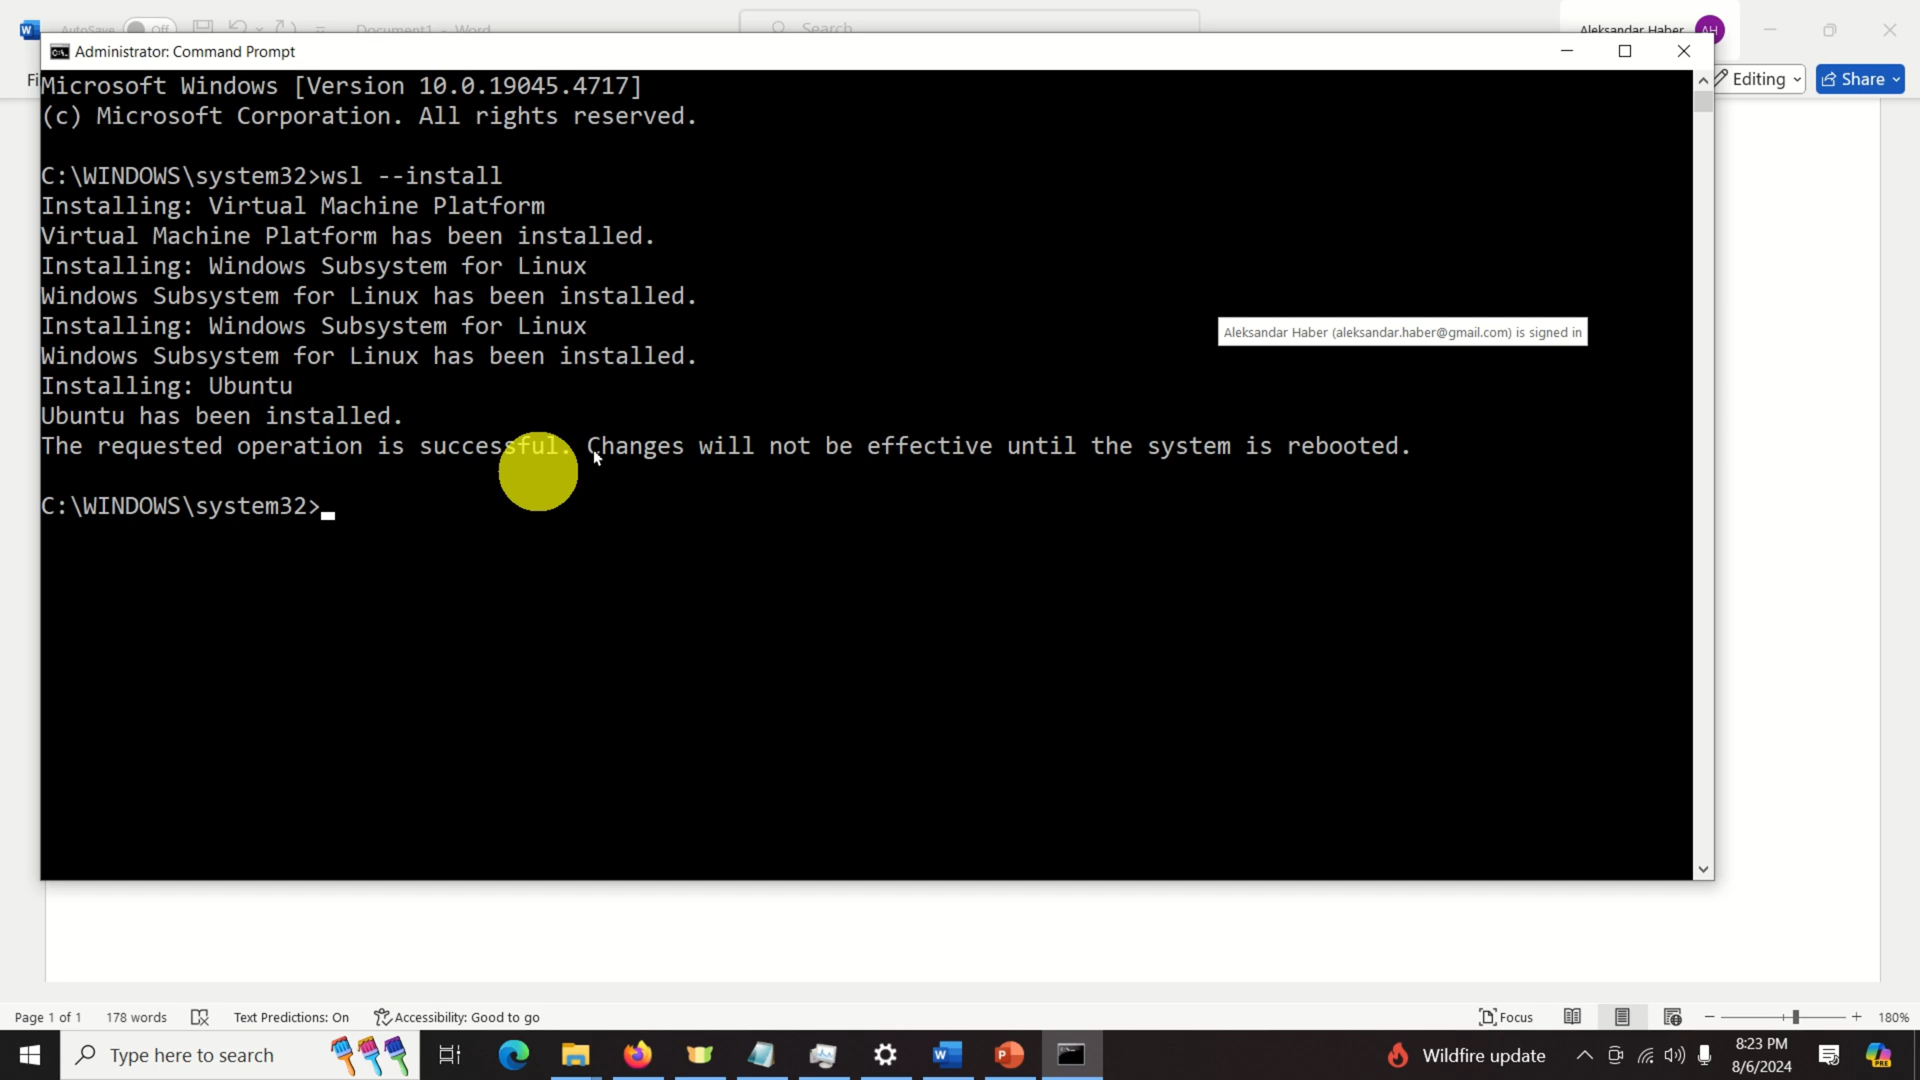 AutoSave Off Document1 - Word Search Aleksandar Haber AH
Administrator: Command Prompt
Fi Editing Share
Microsoft Windows [Version 10.0.19045.4717]
(c) Microsoft Corporation. All rights reserved.
C:\WINDOWS\system32>wsl --install
Installing: Virtual Machine Platform
Virtual Machine Platform has been installed.
Installing: Windows Subsystem for Linux
Windows Subsystem for Linux has been installed.
Installing: Windows Subsystem for Linux
Aleksandar Haber (aleksandar.haber@gmail.com) is signed in
Windows Subsystem for Linux has been installed.
Installing: Ubuntu
Ubuntu has been installed.
The requested operation is successful. Changes will not be effective until the system is rebooted.
C:\WINDOWS\system32>
Page 1 of 1 178 words Text Predictions: On Accessibility: Good to go Focus 180%
Type here to search Wildfire update 8:23 PM
8/6/2024